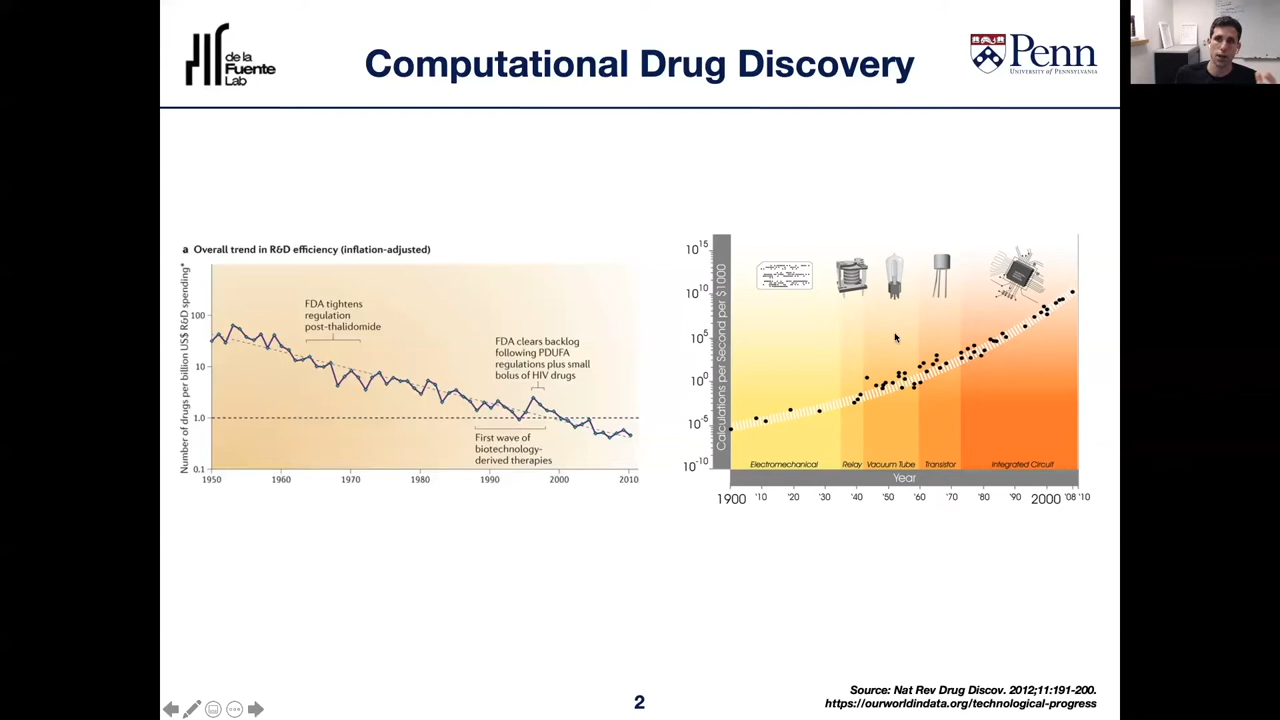 de la
Fuente
Lab
Computational Drug Discovery
Penn
UNIVERSITY OF PENNSYLVANIA
a Overall trend in R&D efficiency (inflation-adjusted)
Number of drugs per billion US$ R&D spending*
100
10
1.0
0.1
FDA tightens
regulation
post-thalidomide
FDA clears backlog
following PDUFA
regulations plus small
bolus of HIV drugs
First wave of
biotechnology-
derived therapies
1950
1960
1970
1980
1990
2000
2010
Calculations per Second per $1000
10^15
10^10
10^5
10^0
10^-5
10^-10
Electromechanical
Relay
Vacuum Tube
Transistor
Integrated Circuit
Year
1900 '10 '20 '30 '40 '50 '60 '70 '80 '90 2000 '08 '10
2
Source: Nat Rev Drug Discov. 2012;11:191-200.
https://ourworldindata.org/technological-progress